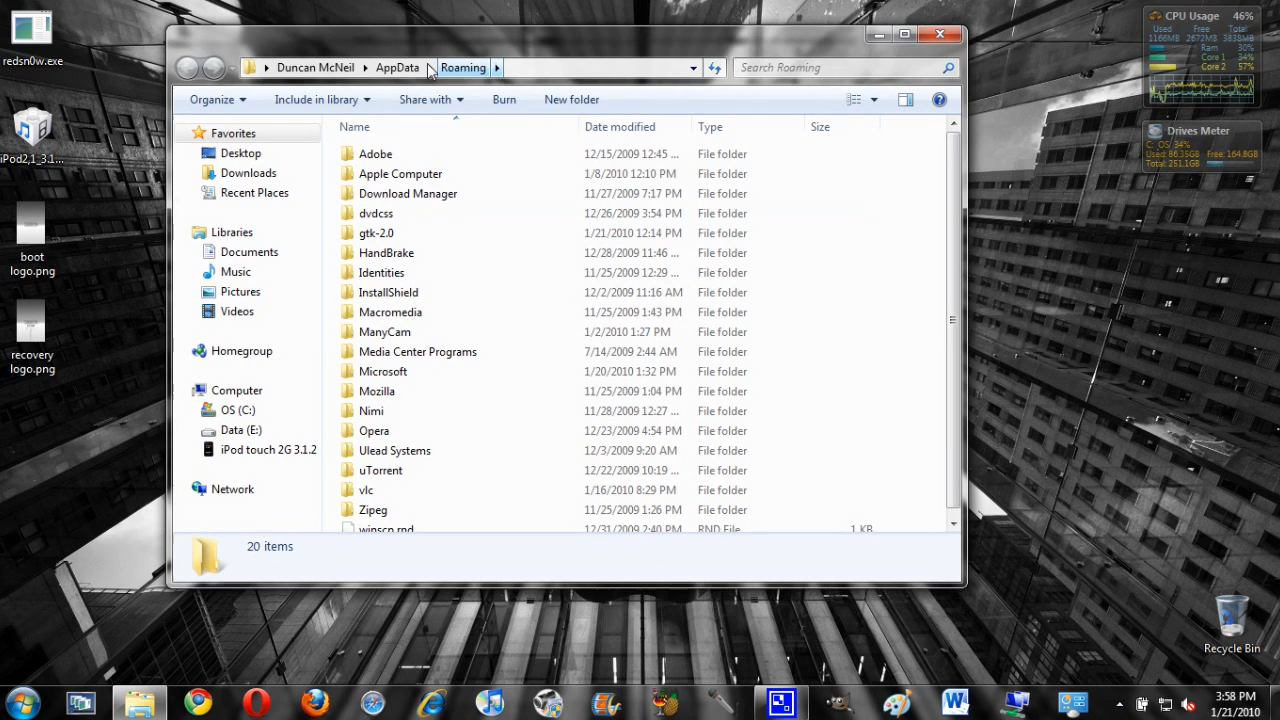 redsn0w.exe
iPod2,1_3.1...
boot
logo.png
recovery
logo.png
Duncan McNeil AppData Roaming
Search Roaming
Organize Include in library Share with Burn New folder
Favorites
Desktop
Downloads
Recent Places
Libraries
Documents
Music
Pictures
Videos
Homegroup
Computer
OS (C:)
Data (E:)
iPod touch 2G 3.1.2
Network
Name Date modified Type Size
Adobe 12/15/2009 12:45 ... File folder
Apple Computer 1/8/2010 12:10 PM File folder
Download Manager 11/27/2009 7:17 PM File folder
dvdcss 12/26/2009 3:54 PM File folder
gtk-2.0 1/21/2010 12:14 PM File folder
HandBrake 12/28/2009 11:46 ... File folder
Identities 11/25/2009 12:29 ... File folder
InstallShield 12/2/2009 11:16 AM File folder
Macromedia 11/25/2009 1:43 PM File folder
ManyCam 1/2/2010 1:27 PM File folder
Media Center Programs 7/14/2009 2:44 AM File folder
Microsoft 1/20/2010 1:32 PM File folder
Mozilla 11/25/2009 1:04 PM File folder
Nimi 11/28/2009 12:27 ... File folder
Opera 12/23/2009 4:54 PM File folder
Ulead Systems 12/3/2009 9:20 AM File folder
uTorrent 12/22/2009 10:19 ... File folder
vlc 1/16/2010 8:29 PM File folder
Zipeg 11/25/2009 1:26 PM File folder
winscp.rnd 12/31/2009 2:40 PM RND File 1 KB
20 items
CPU Usage 46%
Used Free Total
1166MB 2672MB 3838MB
Ram 30%
Core 1 34%
Core 2 57%
Drives Meter
C: OS 34%
Used: 86.35GB Free: 164.8GB
Total: 251.1GB
Recycle Bin
3:58 PM
1/21/2010